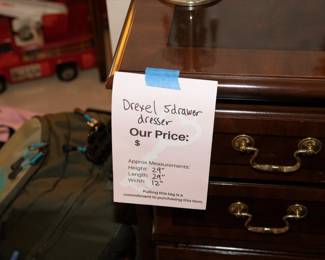 Drexel 5drawer
dresser
Our Price:
$
Approx Measurements:
Height: 29"
Length: 29"
Width: 12"
Pulling this tag is a
commitment to purchasing this item.